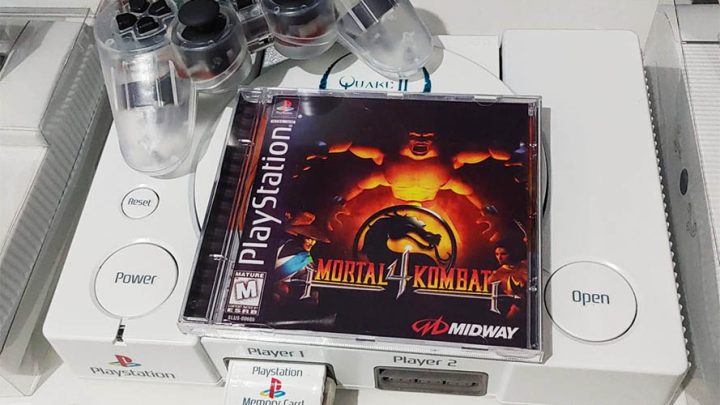 QUAKE II
PlayStation
Reset
Power
Open
MORTAL 4 KOMBAT
MATURE
M
ESRB
MIDWAY
Playstation
Player 1
Player 2
Playstation
Memory Card